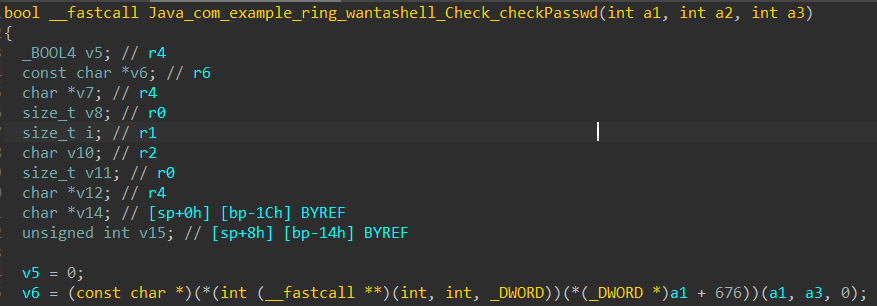 bool __fastcall Java_com_example_ring_wantashell_Check_checkPasswd(int a1, int a2, int a3)
{
_BOOL4 v5; // r4
const char *v6; // r6
char *v7; // r4
size_t v8; // r0
size_t i; // r1
char v10; // r2
size_t v11; // r0
char *v12; // r4
char *v14; // [sp+0h] [bp-1Ch] BYREF
unsigned int v15; // [sp+8h] [bp-14h] BYREF
v5 = 0;
v6 = (const char *)(*(int (__fastcall **)(int, int, _DWORD))(*(_DWORD *)a1 + 676))(a1, a3, 0);